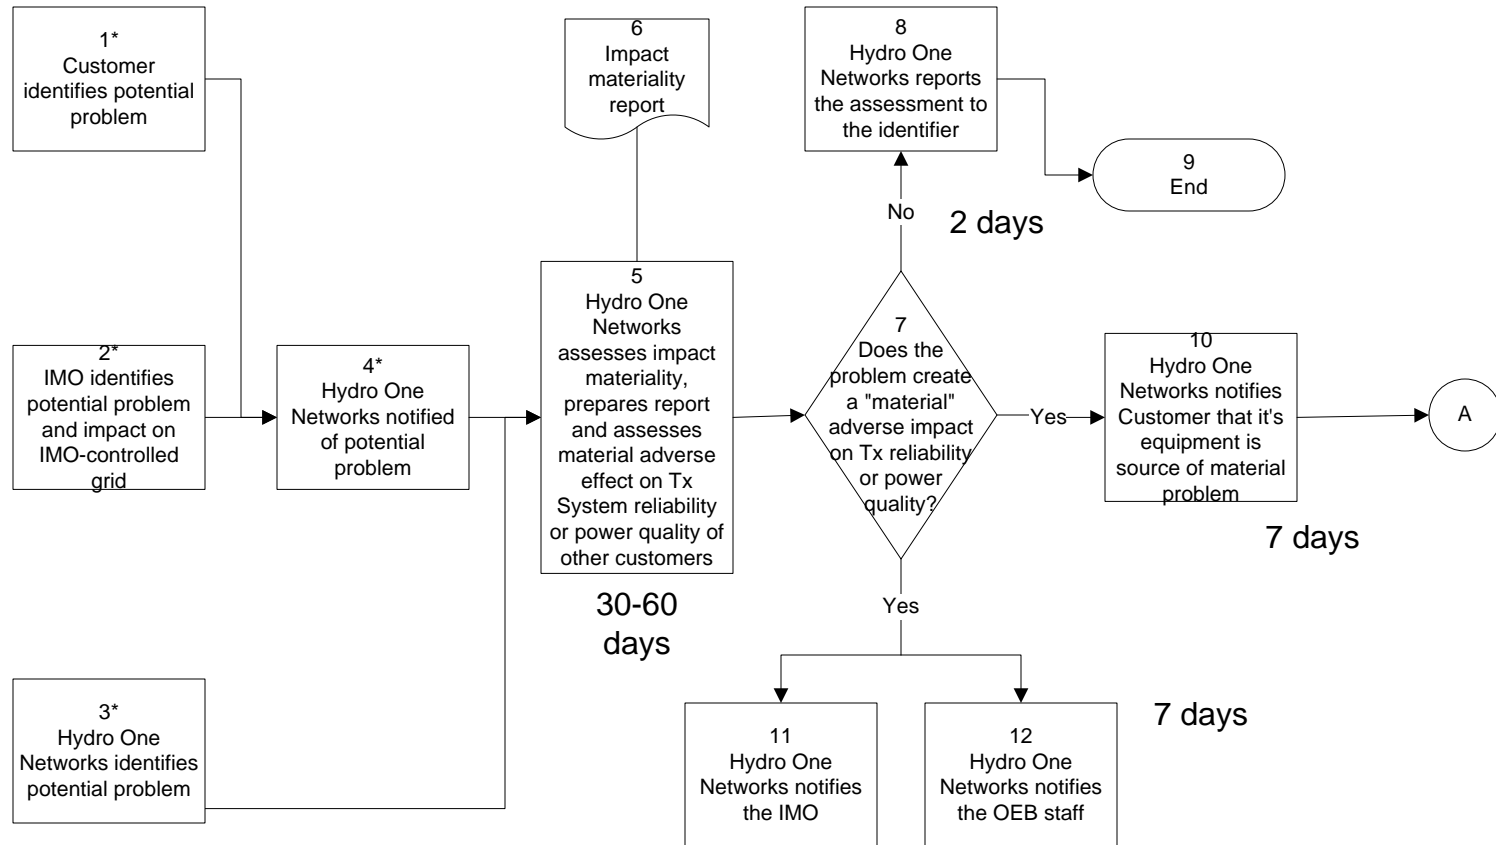 1*
Customer
identifies potential
problem
6
Impact
materiality
report
8
Hydro One
Networks reports
the assessment to
the identifier
9
End
No
2 days
2*
IMO identifies
potential problem
and impact on
IMO-controlled
grid
4*
Hydro One
Networks notified
of potential
problem
5
Hydro One
Networks
assesses impact
materiality,
prepares report
and assesses
material adverse
effect on Tx
System reliability
or power quality of
other customers
30-60
days
7
Does the
problem create
a "material"
adverse impact
on Tx reliability
or power
quality?
Yes
10
Hydro One
Networks notifies
Customer that it's
equipment is
source of material
problem
A
7 days
Yes
3*
Hydro One
Networks identifies
potential problem
11
Hydro One
Networks notifies
the IMO
12
Hydro One
Networks notifies
the OEB staff
7 days